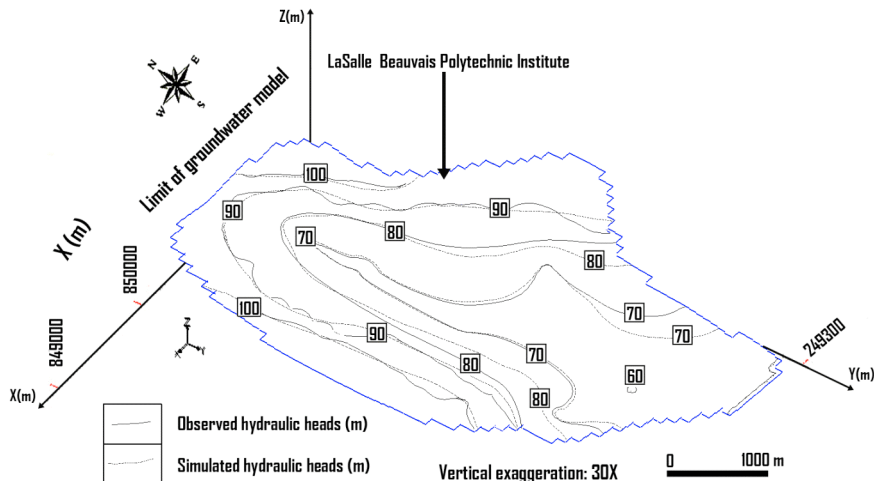 Z(m)
LaSalle Beauvais Polytechnic Institute
N
E
W
S
Limit of groundwater model
100
90
90
80
70
80
X (m)
850000
849000
100
70
70
90
70
80
60
80
249300
Z
X
Y
X(m)
Y(m)
Observed hydraulic heads (m)
Simulated hydraulic heads (m)
Vertical exaggeration: 30X
0
1000 m